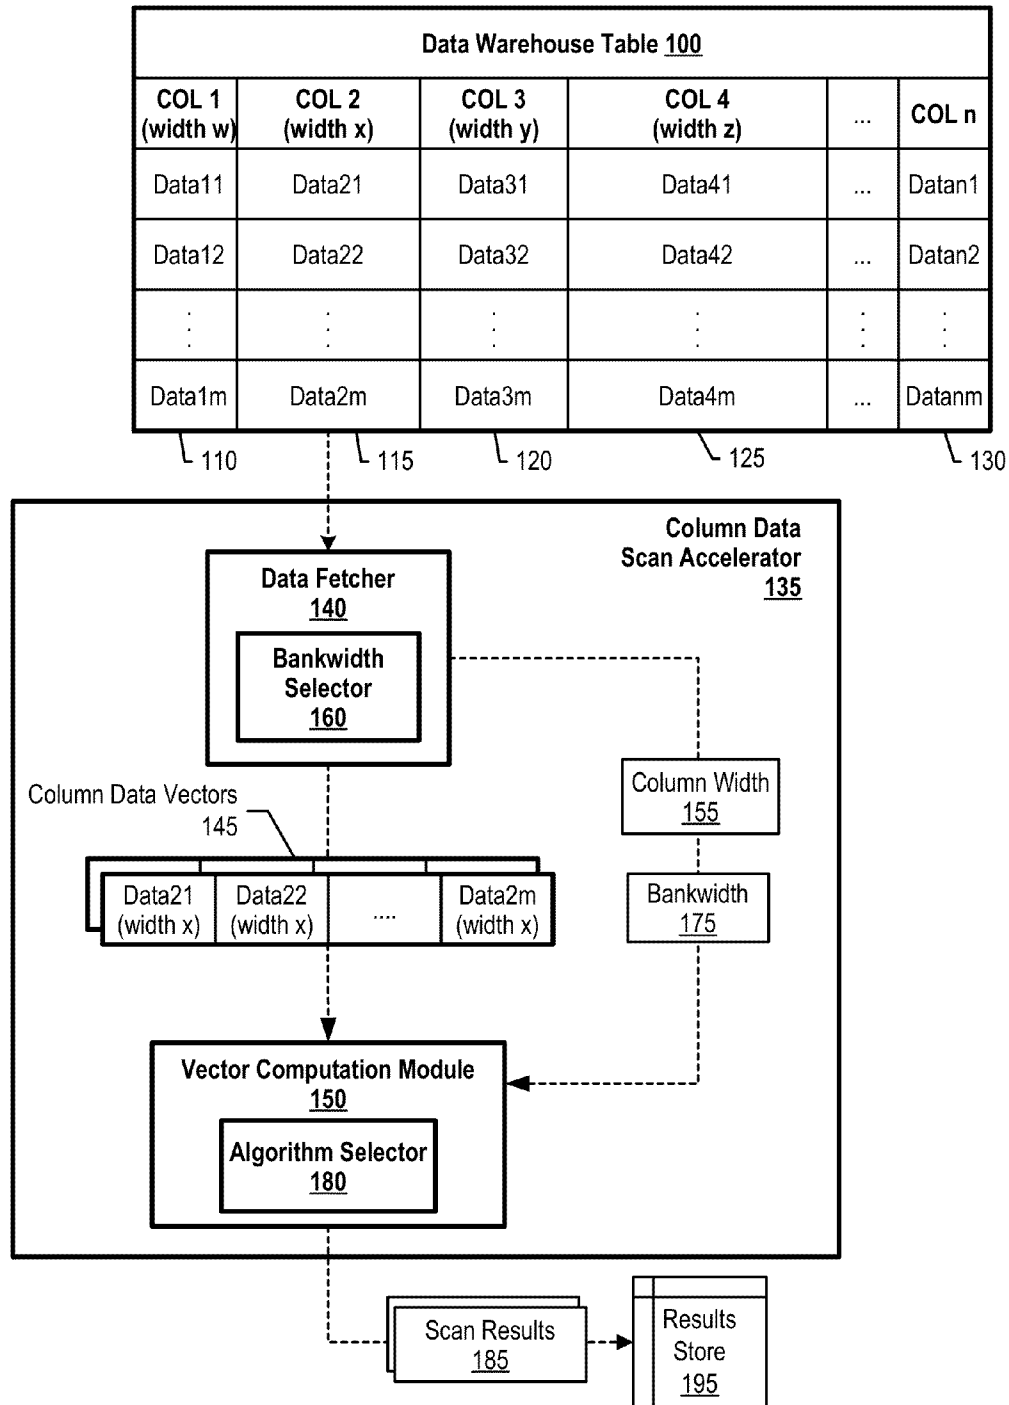 Data Warehouse Table 100
COL 1 COL 2 COL 3 COL 4 ... COL n
(width w) (width x) (width y) (width z)
Data11 Data21 Data31 Data41 ... Datan1
Data12 Data22 Data32 Data42 ... Datan2
Data1m Data2m Data3m Data4m ... Datanm
110 115 120 125 130
Column Data
Scan Accelerator
135
Data Fetcher
140
Bankwidth
Selector
160
Column Width
155
Column Data Vectors
145
Bankwidth
175
Data21 Data22 .... Data2m
(width x) (width x) (width x)
Vector Computation Module
150
Algorithm Selector
180
Scan Results
185
Results
Store
195